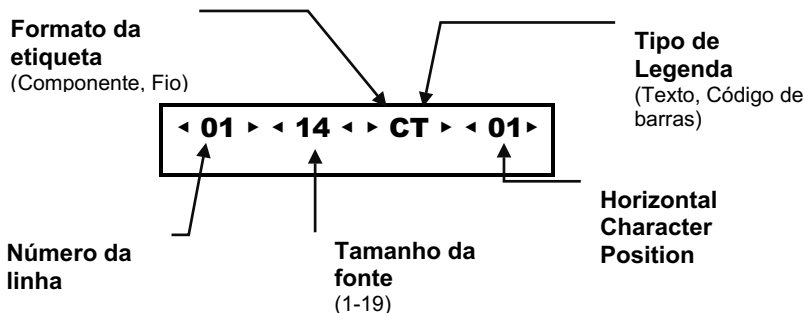 Formato da
etiqueta
(Componente, Fio)
Tipo de
Legenda
(Texto, Código de
barras)
◄ 01 ► ◄ 14 ◄ ► CT ► ◄ 01 ►
Número da
linha
Tamanho da
fonte
(1-19)
Horizontal
Character
Position